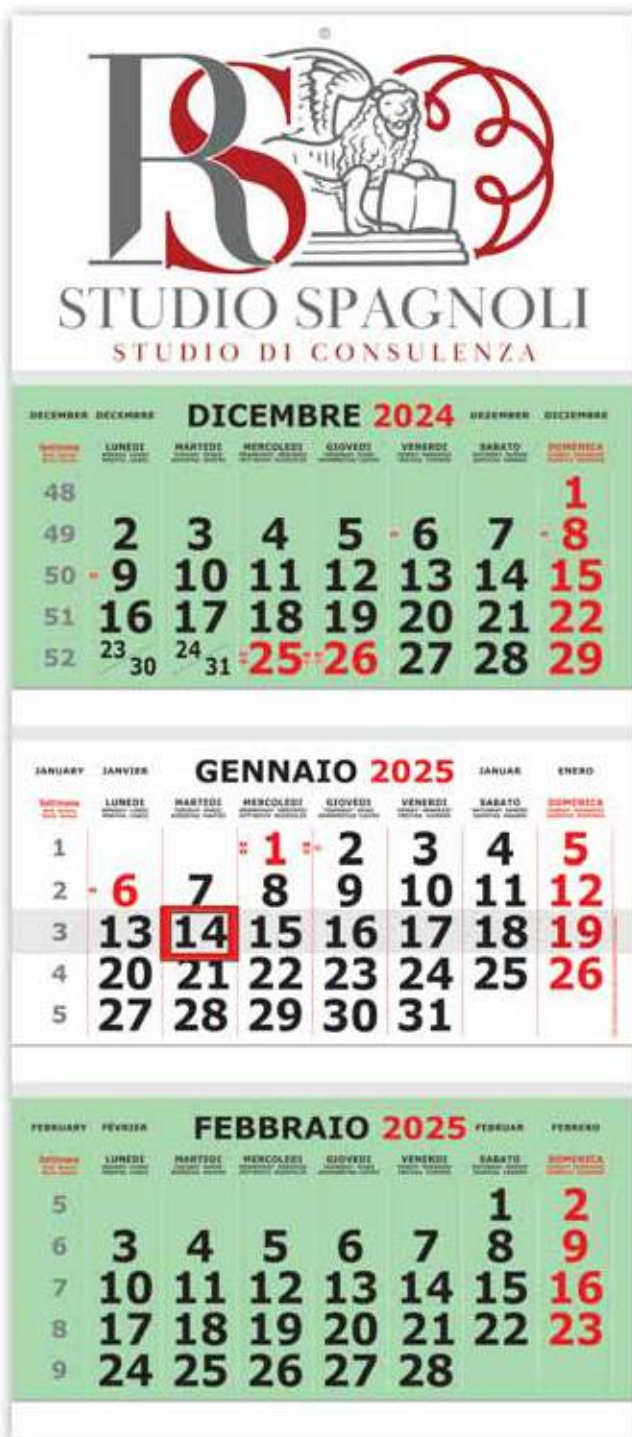 ®
RS
STUDIO SPAGNOLI
STUDIO DI CONSULENZA
DECEMBER DÉCEMBRE DICEMBRE 2024 DEZEMBER DICIEMBRE
Settimana LUNEDÌ MARTEDÌ MERCOLEDÌ GIOVEDÌ VENERDÌ SABATO DOMENICA
48 1
49 2 3 4 5 6 7 8
50 9 10 11 12 13 14 15
51 16 17 18 19 20 21 22
52 23/30 24/31 25 26 27 28 29
JANUARY JANVIER GENNAIO 2025 JANUAR ENERO
Settimana LUNEDÌ MARTEDÌ MERCOLEDÌ GIOVEDÌ VENERDÌ SABATO DOMENICA
1 1 2 3 4 5
2 6 7 8 9 10 11 12
3 13 14 15 16 17 18 19
4 20 21 22 23 24 25 26
5 27 28 29 30 31
FEBRUARY FÉVRIER FEBBRAIO 2025 FEBRUAR FEBRERO
Settimana LUNEDÌ MARTEDÌ MERCOLEDÌ GIOVEDÌ VENERDÌ SABATO DOMENICA
5 1 2
6 3 4 5 6 7 8 9
7 10 11 12 13 14 15 16
8 17 18 19 20 21 22 23
9 24 25 26 27 28